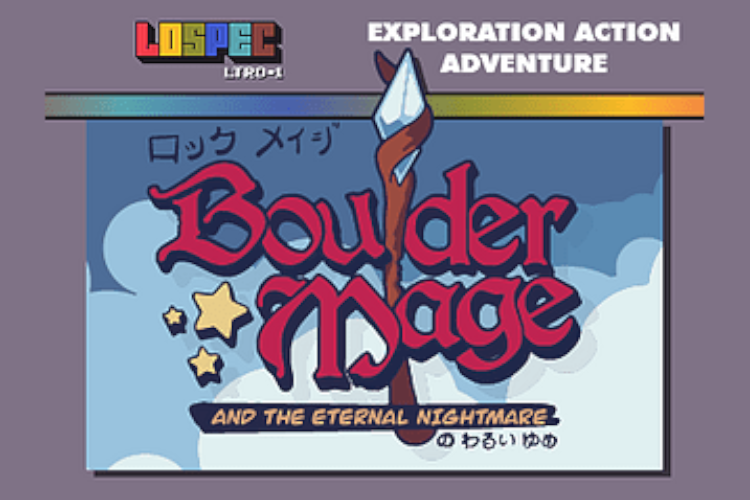 LOSPEC
LTRO-1
EXPLORATION ACTION
ADVENTURE
ロック メイジ
Boulder
Mage
AND THE ETERNAL NIGHTMARE
の わるい ゆめ